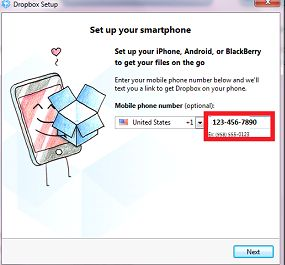 Dropbox Setup
Set up your smartphone
Set up your iPhone, Android, or BlackBerry
to get your files on the go
Enter your mobile phone number below and we'll
text you a link to get Dropbox on your phone.
Mobile phone number (optional):
United States +1 123-456-7890
Ex: (958) 555-0123
Next